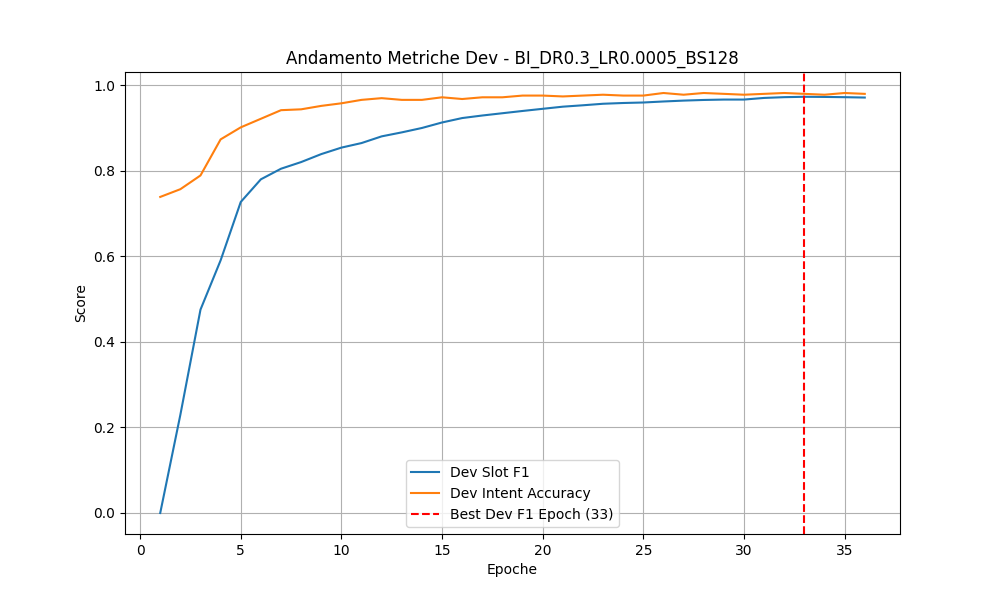 Andamento Metriche Dev - BI_DR0.3_LR0.0005_BS128
1.0
0.8
0.6
0.4
0.2
0.0
Score
Dev Slot F1
Dev Intent Accuracy
Best Dev F1 Epoch (33)
0 5 10 15 20 25 30 35
Epoche